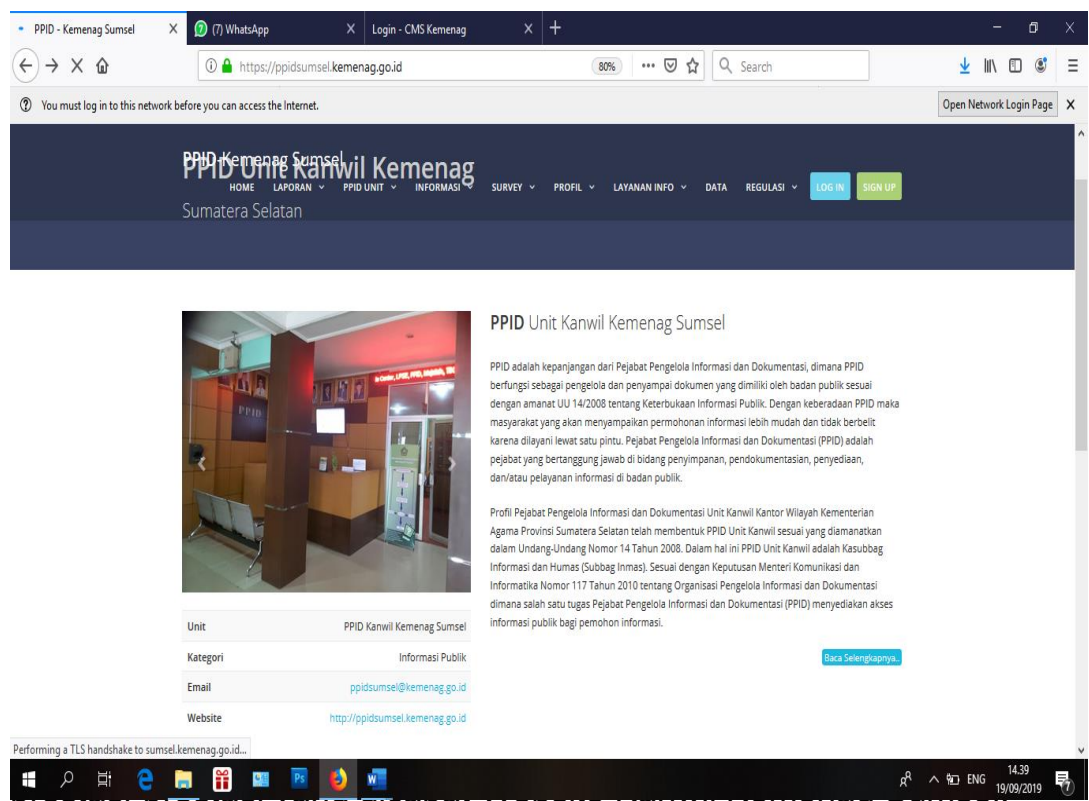 PPID - Kemenag Sumsel
(7) WhatsApp
Login - CMS Kemenag
https://ppidsumsel.kemenag.go.id
80%
Search
You must log in to this network before you can access the Internet.
Open Network Login Page
PPID Kemenag Sumsel
PPID Unit Kanwil Kemenag
HOME LAPORAN PPID UNIT INFORMASI SURVEY PROFIL LAYANAN INFO DATA REGULASI LOG IN SIGN UP
Sumatera Selatan
PPID Unit Kanwil Kemenag Sumsel
PPID adalah kepanjangan dari Pejabat Pengelola Informasi dan Dokumentasi, dimana PPID
berfungsi sebagai pengelola dan penyampai dokumen yang dimiliki oleh badan publik sesuai
dengan amanat UU 14/2008 tentang Keterbukaan Informasi Publik. Dengan keberadaan PPID maka
masyarakat yang akan menyampaikan permohonan informasi lebih mudah dan tidak berbelit
karena dilayani lewat satu pintu. Pejabat Pengelola Informasi dan Dokumentasi (PPID) adalah
pejabat yang bertanggung jawab di bidang penyimpanan, pendokumentasian, penyediaan,
dan/atau pelayanan informasi di badan publik.
Profil Pejabat Pengelola Informasi dan Dokumentasi Unit Kanwil Kantor Wilayah Kementerian
Agama Provinsi Sumatera Selatan telah membentuk PPID Unit Kanwil sesuai yang diamanatkan
dalam Undang-Undang Nomor 14 Tahun 2008. Dalam hal ini PPID Unit Kanwil adalah Kasubbag
Informasi dan Humas (Subbag Inmas). Sesuai dengan Keputusan Menteri Komunikasi dan
Informatika Nomor 117 Tahun 2010 tentang Organisasi Pengelola Informasi dan Dokumentasi
dimana salah satu tugas Pejabat Pengelola Informasi dan Dokumentasi (PPID) menyediakan akses
informasi publik bagi pemohon informasi.
Baca Selengkapnya..
PPID
Unit PPID Kanwil Kemenag Sumsel
Kategori Informasi Publik
Email ppidsumsel@kemenag.go.id
Website http://ppidsumsel.kemenag.go.id
Performing a TLS handshake to sumsel.kemenag.go.id...
ENG
14.39
19/09/2019
7